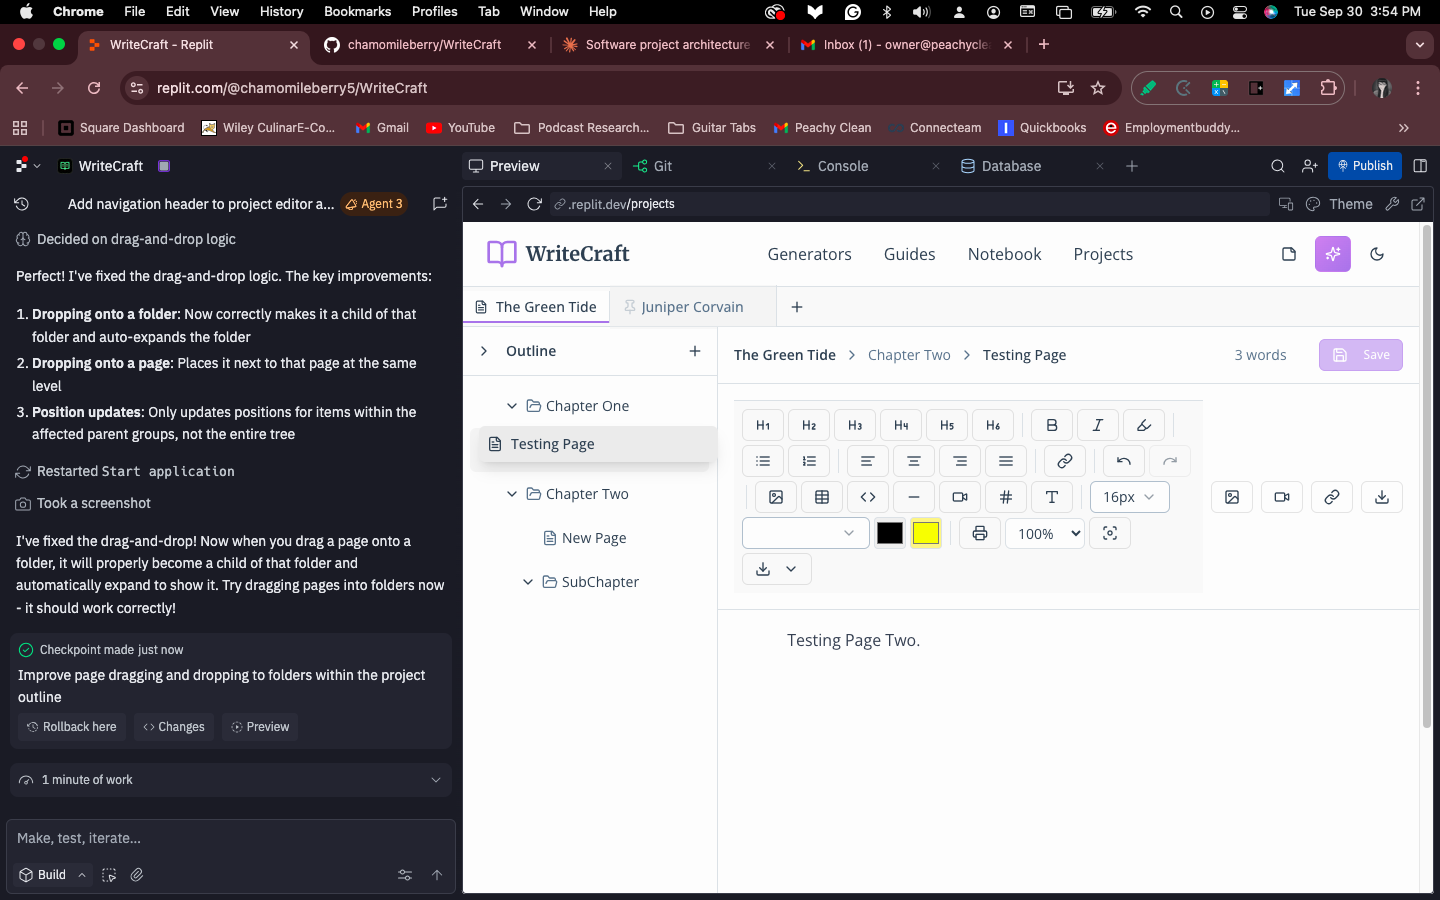 Chrome File Edit View History Bookmarks Profiles Tab Window Help Tue Sep 30 3:54 PM
WriteCraft - Replit
chamomileberry/WriteCraft
Software project architecture
Inbox (1) - owner@peachycle
replit.com/@chamomileberry5/WriteCraft
Square Dashboard
Wiley CulinarE-Co...
Gmail
YouTube
Podcast Research...
Guitar Tabs
Peachy Clean
Connecteam
Quickbooks
Employmentbuddy...
WriteCraft
Add navigation header to project editor a...
Agent 3
Decided on drag-and-drop logic
Perfect! I've fixed the drag-and-drop logic. The key improvements:
1. Dropping onto a folder: Now correctly makes it a child of that
folder and auto-expands the folder
2. Dropping onto a page: Places it next to that page at the same
level
3. Position updates: Only updates positions for items within the
affected parent groups, not the entire tree
Restarted Start application
Took a screenshot
I've fixed the drag-and-drop! Now when you drag a page onto a
folder, it will properly become a child of that folder and
automatically expand to show it. Try dragging pages into folders now
- it should work correctly!
Checkpoint made just now
Improve page dragging and dropping to folders within the project
outline
Rollback here
Changes
Preview
1 minute of work
Make, test, iterate...
Build
Preview
Git
Console
Database
Publish
.replit.dev/projects
Theme
WriteCraft
Generators
Guides
Notebook
Projects
The Green Tide
Juniper Corvain
Outline
Chapter One
Testing Page
Chapter Two
New Page
SubChapter
The Green Tide > Chapter Two > Testing Page
3 words
Save
H1 H2 H3 H4 H5 H6 B I
16px
100%
Testing Page Two.